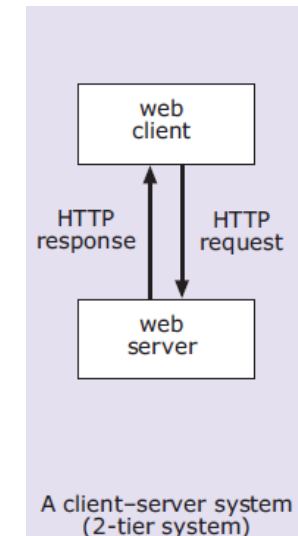 web
client
HTTP
response
HTTP
request
web
server
A client–server system
(2-tier system)